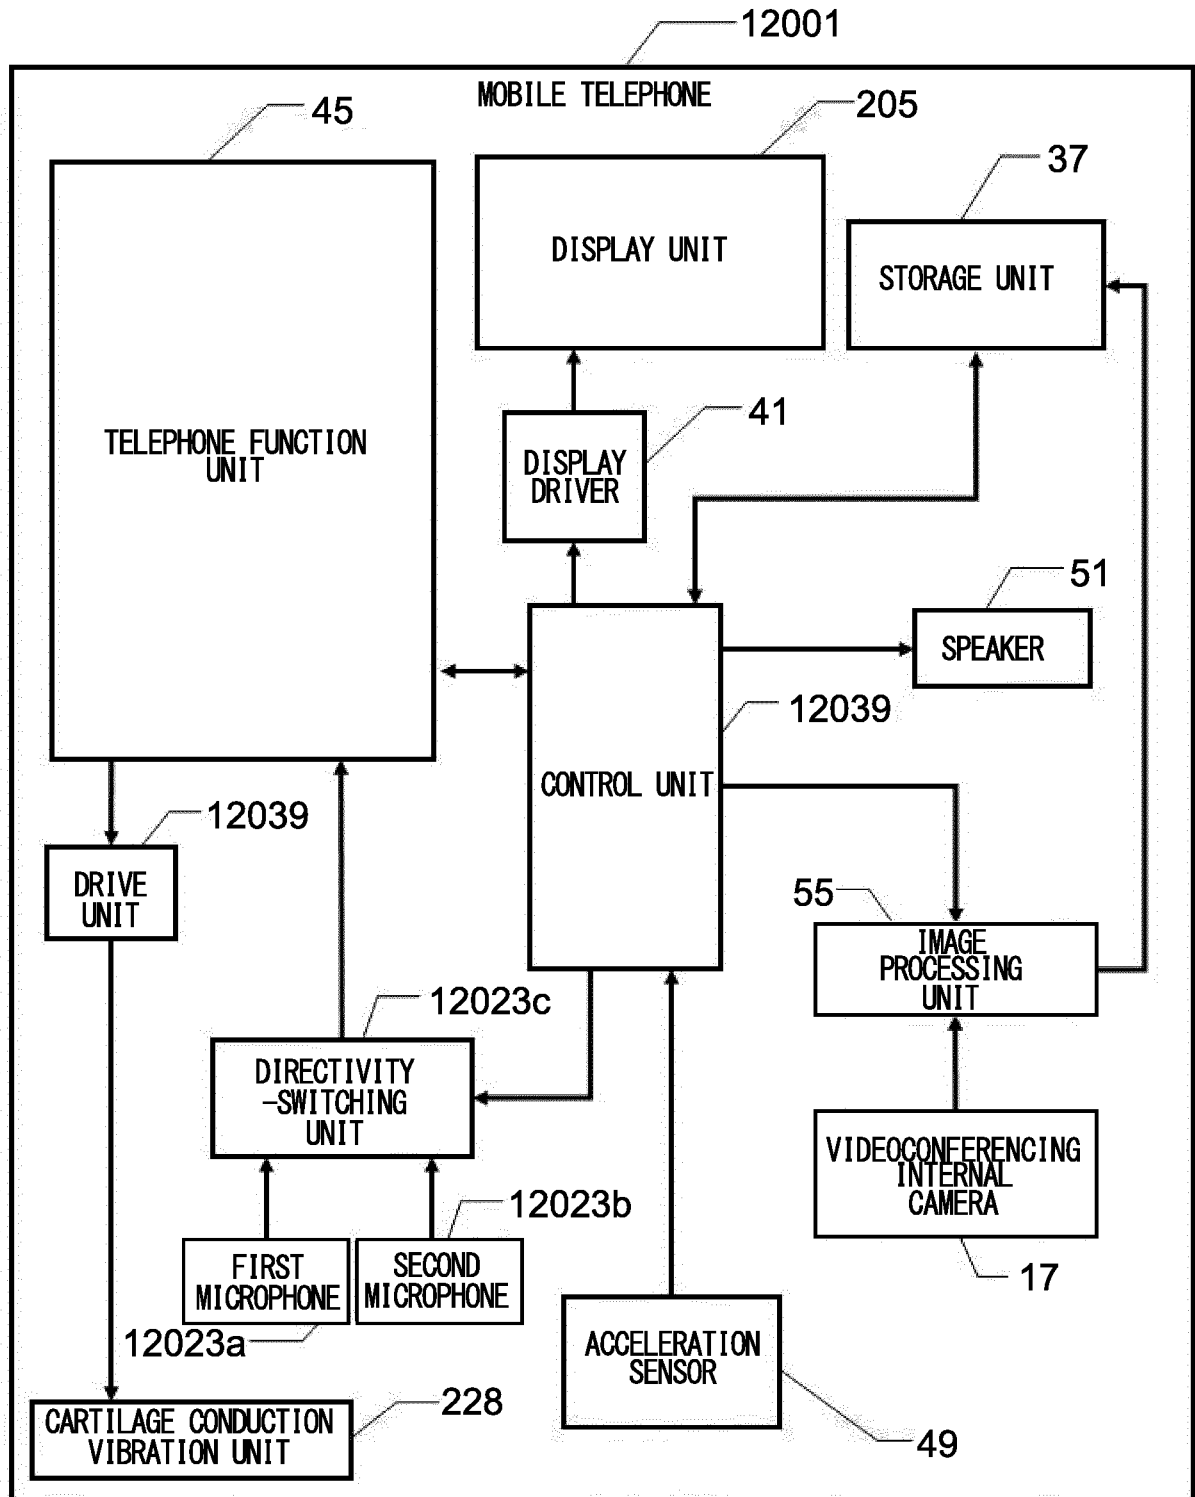 12001
MOBILE TELEPHONE
45
205
37
DISPLAY UNIT
STORAGE UNIT
TELEPHONE FUNCTION
UNIT
41
DISPLAY
DRIVER
51
SPEAKER
12039
CONTROL UNIT
12039
DRIVE
UNIT
55
IMAGE
PROCESSING
UNIT
12023c
DIRECTIVITY
-SWITCHING
UNIT
VIDEOCONFERENCING
INTERNAL
CAMERA
12023b
FIRST
MICROPHONE
SECOND
MICROPHONE
17
12023a
ACCELERATION
SENSOR
228
CARTILAGE CONDUCTION
VIBRATION UNIT
49